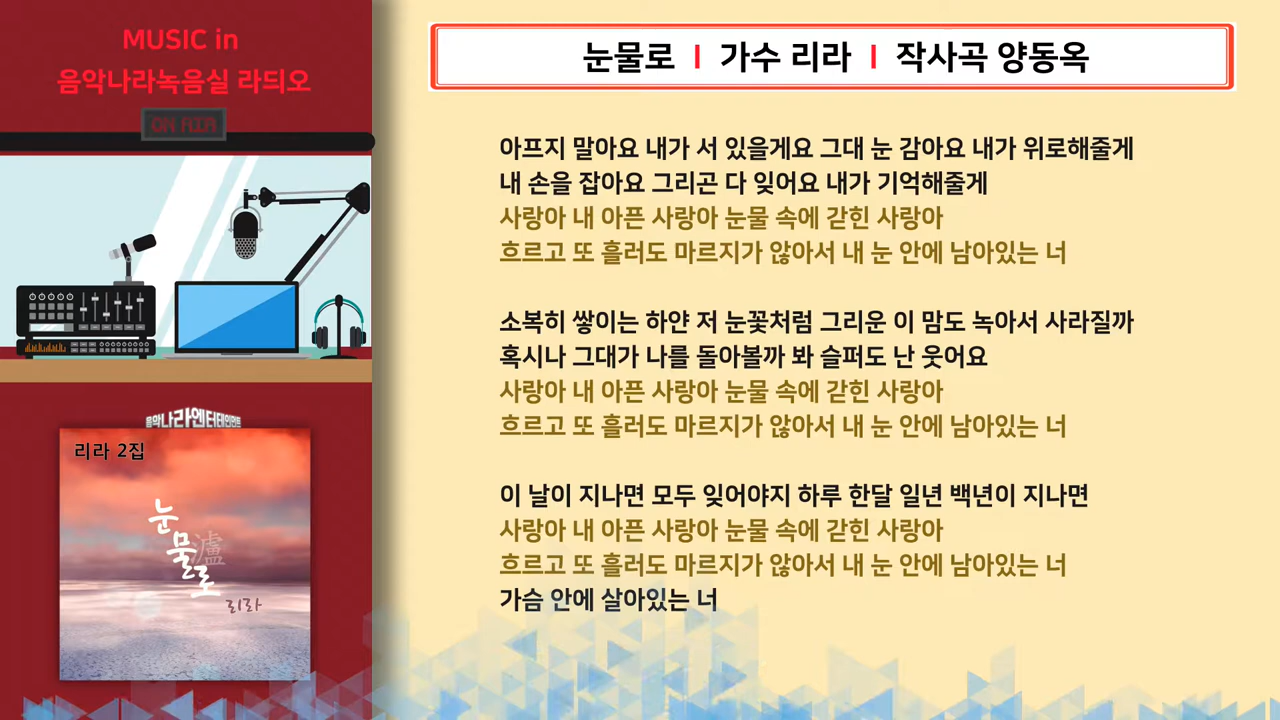 MUSIC in
음악나라녹음실 라듸오
ON AIR
음악나라엔터테인먼트
리라 2집
눈
물 瀘
로
리라
눈물로 I 가수 리라 I 작사곡 양동옥
아프지 말아요 내가 서 있을게요 그대 눈 감아요 내가 위로해줄게
내 손을 잡아요 그리곤 다 잊어요 내가 기억해줄게
사랑아 내 아픈 사랑아 눈물 속에 갇힌 사랑아
흐르고 또 흘러도 마르지가 않아서 내 눈 안에 남아있는 너
소복히 쌓이는 하얀 저 눈꽃처럼 그리운 이 맘도 녹아서 사라질까
혹시나 그대가 나를 돌아볼까 봐 슬퍼도 난 웃어요
사랑아 내 아픈 사랑아 눈물 속에 갇힌 사랑아
흐르고 또 흘러도 마르지가 않아서 내 눈 안에 남아있는 너
이 날이 지나면 모두 잊어야지 하루 한달 일년 백년이 지나면
사랑아 내 아픈 사랑아 눈물 속에 갇힌 사랑아
흐르고 또 흘러도 마르지가 않아서 내 눈 안에 남아있는 너
가슴 안에 살아있는 너